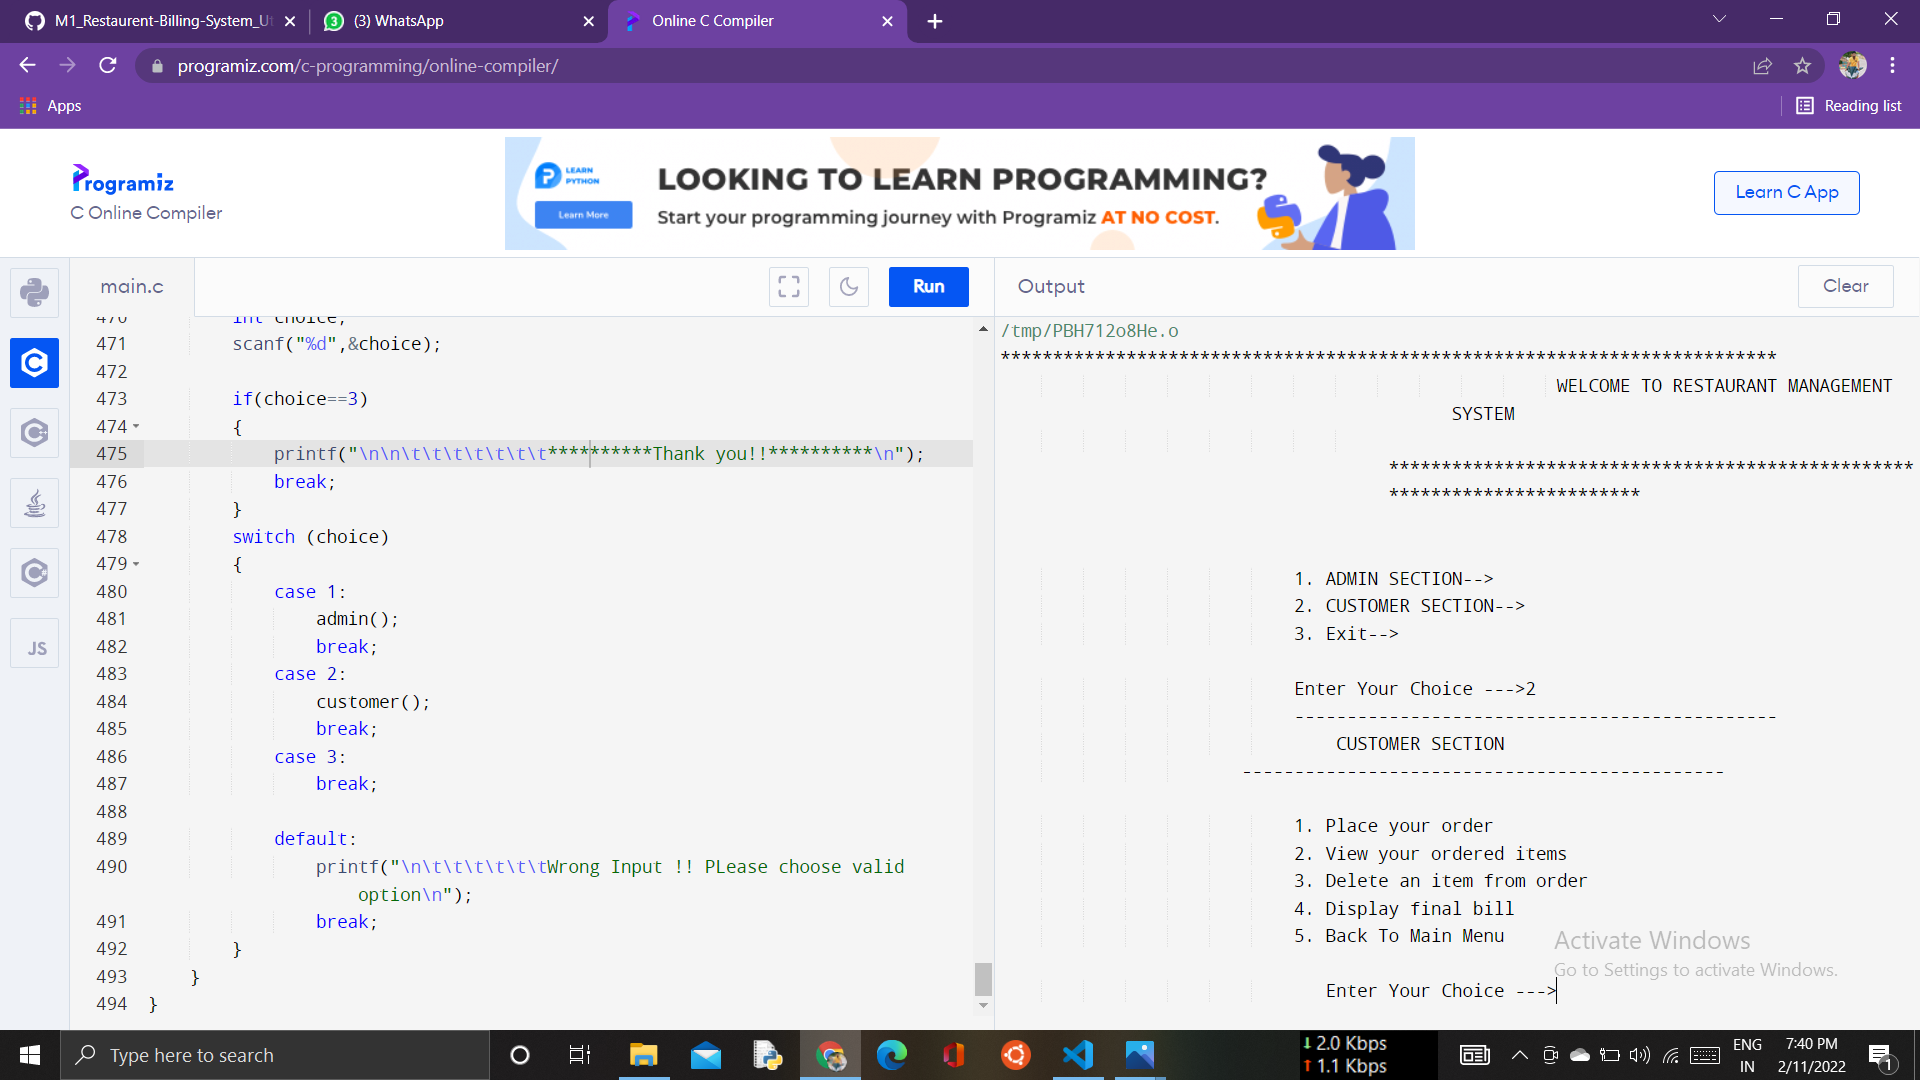 M1_Restaurent-Billing-System_Ut
(3) WhatsApp
Online C Compiler
programiz.com/c-programming/online-compiler/
Apps
Reading list
Programiz
C Online Compiler
LEARN PYTHON
Learn More
LOOKING TO LEARN PROGRAMMING?
Start your programming journey with Programiz AT NO COST.
Learn C App
main.c
Run
470 int choice;
471 scanf("%d",&choice);
472
473 if(choice==3)
474 {
475 printf("\n\n\t\t\t\t\t\t\t**********Thank you!!**********\n");
476 break;
477 }
478 switch (choice)
479 {
480 case 1:
481 admin();
482 break;
483 case 2:
484 customer();
485 break;
486 case 3:
487 break;
488
489 default:
490 printf("\n\t\t\t\t\t\tWrong Input !! PLease choose valid
option\n");
491 break;
492 }
493 }
494 }
JS
Output
Clear
/tmp/PBH712o8He.o
**************************************************************************
WELCOME TO RESTAURANT MANAGEMENT
SYSTEM
**************************************************
************************
1. ADMIN SECTION-->
2. CUSTOMER SECTION-->
3. Exit-->
Enter Your Choice --->2
----------------------------------------------
CUSTOMER SECTION
----------------------------------------------
1. Place your order
2. View your ordered items
3. Delete an item from order
4. Display final bill
5. Back To Main Menu
Enter Your Choice --->
Activate Windows
Go to Settings to activate Windows.
Type here to search
2.0 Kbps
1.1 Kbps
ENG
IN
7:40 PM
2/11/2022
1